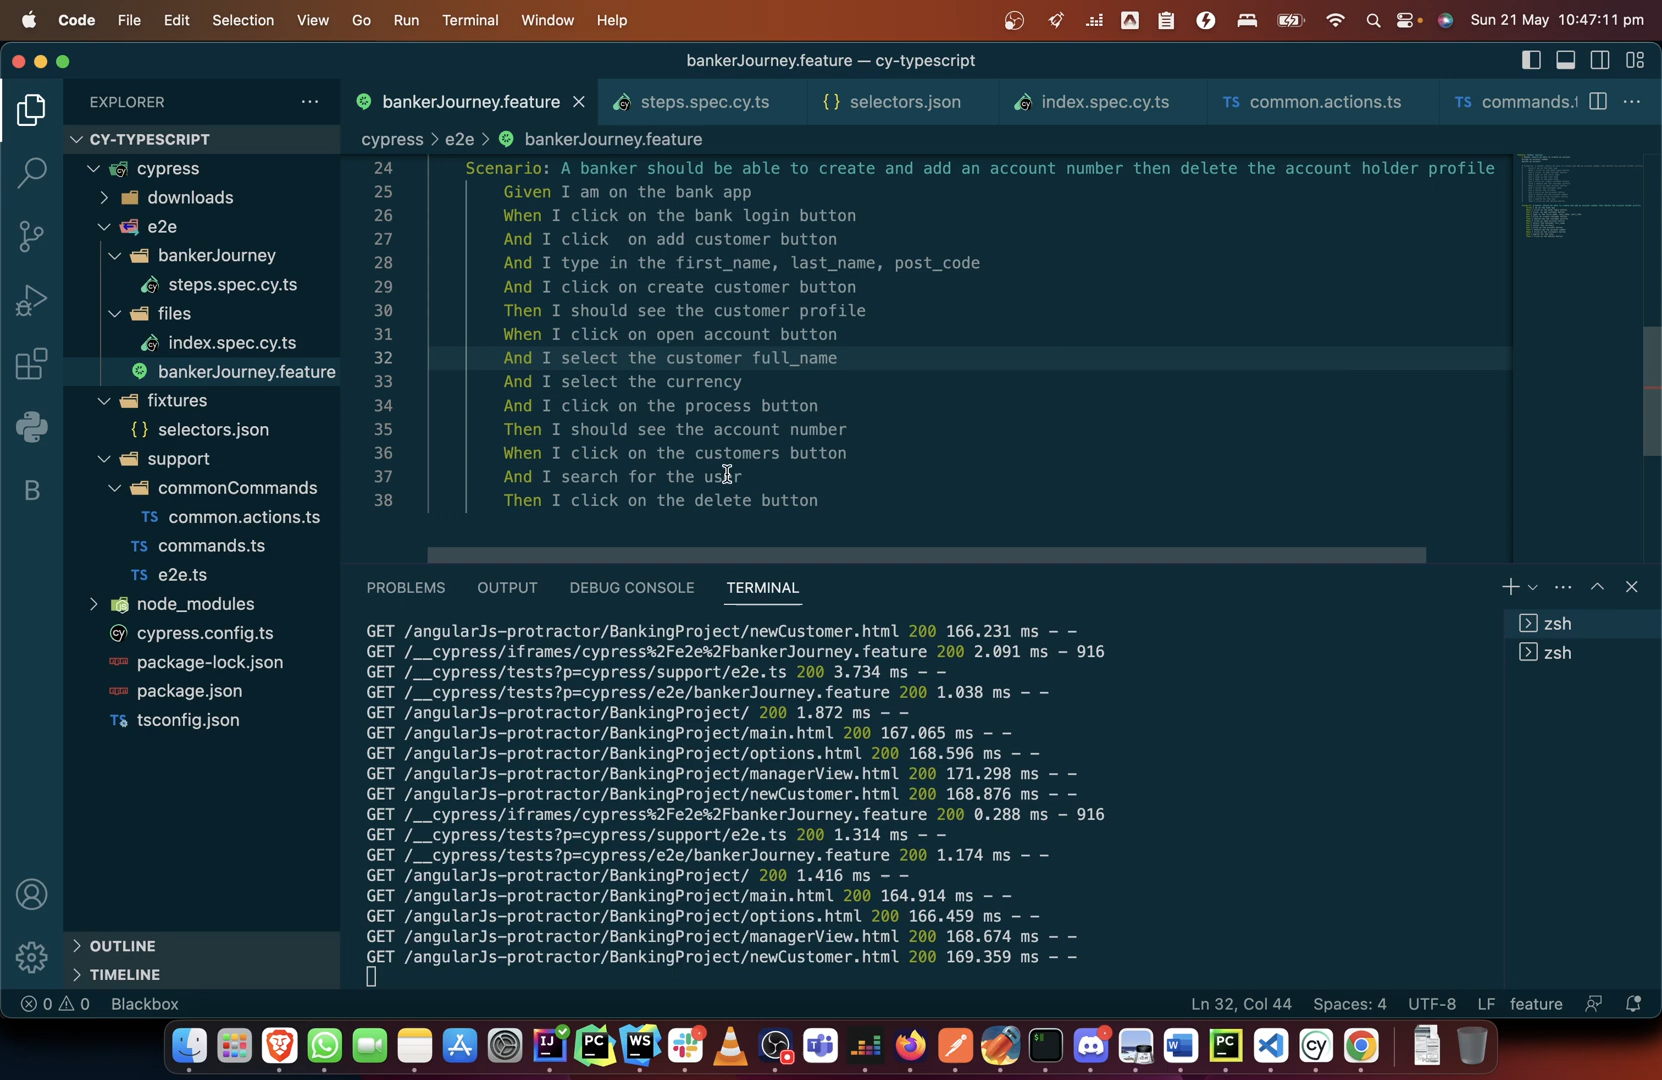 Code File Edit Selection View Go Run Terminal Window Help Sun 21 May 10:47:11 pm
bankerJourney.feature — cy-typescript
EXPLORER
bankerJourney.feature steps.spec.cy.ts {} selectors.json index.spec.cy.ts TS common.actions.ts TS commands.t
CY-TYPESCRIPT
cypress > e2e > bankerJourney.feature
cypress
downloads
e2e
bankerJourney
steps.spec.cy.ts
files
index.spec.cy.ts
bankerJourney.feature
fixtures
{} selectors.json
support
commonCommands
TS common.actions.ts
TS commands.ts
TS e2e.ts
node_modules
cypress.config.ts
package-lock.json
package.json
tsconfig.json
OUTLINE
TIMELINE
24 Scenario: A banker should be able to create and add an account number then delete the account holder profile
25 Given I am on the bank app
26 When I click on the bank login button
27 And I click  on add customer button
28 And I type in the first_name, last_name, post_code
29 And I click on create customer button
30 Then I should see the customer profile
31 When I click on open account button
32 And I select the customer full_name
33 And I select the currency
34 And I click on the process button
35 Then I should see the account number
36 When I click on the customers button
37 And I search for the user
38 Then I click on the delete button
PROBLEMS OUTPUT DEBUG CONSOLE TERMINAL
zsh
zsh
GET /angularJs-protractor/BankingProject/newCustomer.html 200 166.231 ms - -
GET /__cypress/iframes/cypress%2Fe2e%2FbankerJourney.feature 200 2.091 ms - 916
GET /__cypress/tests?p=cypress/support/e2e.ts 200 3.734 ms - -
GET /__cypress/tests?p=cypress/e2e/bankerJourney.feature 200 1.038 ms - -
GET /angularJs-protractor/BankingProject/ 200 1.872 ms - -
GET /angularJs-protractor/BankingProject/main.html 200 167.065 ms - -
GET /angularJs-protractor/BankingProject/options.html 200 168.596 ms - -
GET /angularJs-protractor/BankingProject/managerView.html 200 171.298 ms - -
GET /angularJs-protractor/BankingProject/newCustomer.html 200 168.876 ms - -
GET /__cypress/iframes/cypress%2Fe2e%2FbankerJourney.feature 200 0.288 ms - 916
GET /__cypress/tests?p=cypress/support/e2e.ts 200 1.314 ms - -
GET /__cypress/tests?p=cypress/e2e/bankerJourney.feature 200 1.174 ms - -
GET /angularJs-protractor/BankingProject/ 200 1.416 ms - -
GET /angularJs-protractor/BankingProject/main.html 200 164.914 ms - -
GET /angularJs-protractor/BankingProject/options.html 200 166.459 ms - -
GET /angularJs-protractor/BankingProject/managerView.html 200 168.674 ms - -
GET /angularJs-protractor/BankingProject/newCustomer.html 200 169.359 ms - -
0 0 Blackbox Ln 32, Col 44 Spaces: 4 UTF-8 LF feature